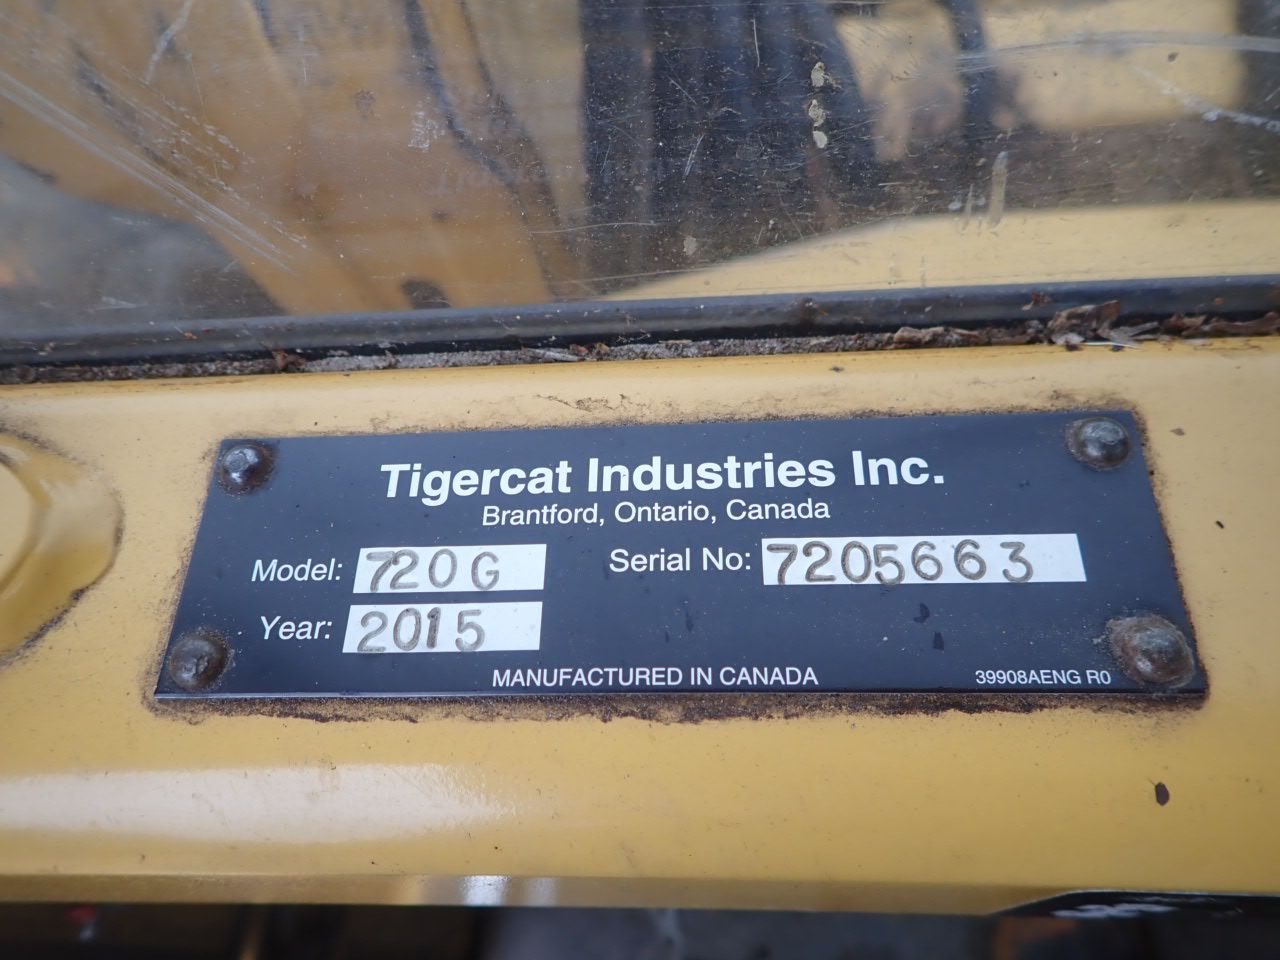 Tigercat Industries Inc.
Brantford, Ontario, Canada
Model: 720G Serial No: 7205663
Year: 2015
MANUFACTURED IN CANADA 39908AENG R0